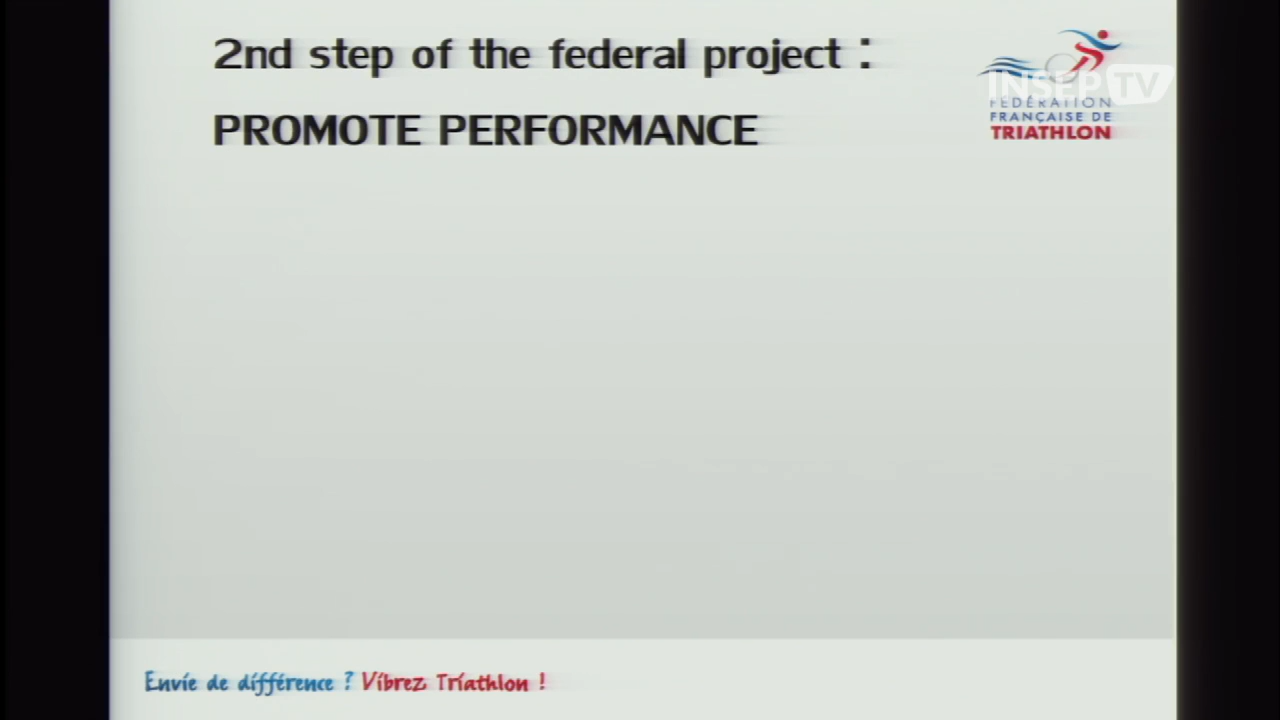 2nd step of the federal project :
PROMOTE PERFORMANCE
INSEP TV
FÉDÉRATION
FRANÇAISE DE
TRIATHLON
Envie de différence ? Vibrez Triathlon !